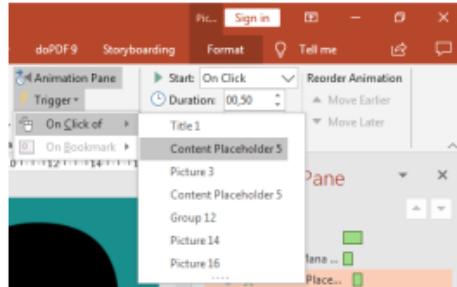 Pic... Sign in
doPDF9 Storyboarding Format Tell me
Animation Pane Start: On Click Reorder Animation
Trigger Duration: 00,50 Move Earlier
On Click of Move Later
On Bookmark
Title 1
Content Placeholder 5
Picture 3
Content Placeholder 5
Group 12
Picture 14
Picture 16
Pane
Mana ...
Place...